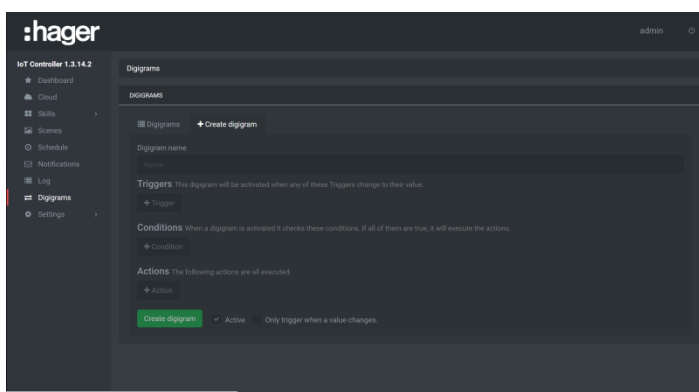 :hager
admin
IoT Controller 1.3.14.2
Dashboard
Cloud
Skills
Scenes
Schedule
Notifications
Log
Digigrams
Settings
Digigrams
DIGIGRAMS
Digigrams
+ Create digigram
Digigram name
Name
Triggers This digigram will be activated when any of these Triggers change to their value.
+ Trigger
Conditions When a digigram is activated it checks these conditions. If all of them are true, it will execute the actions.
+ Condition
Actions The following actions are all executed.
+ Action
Create digigram Active Only trigger when a value changes.